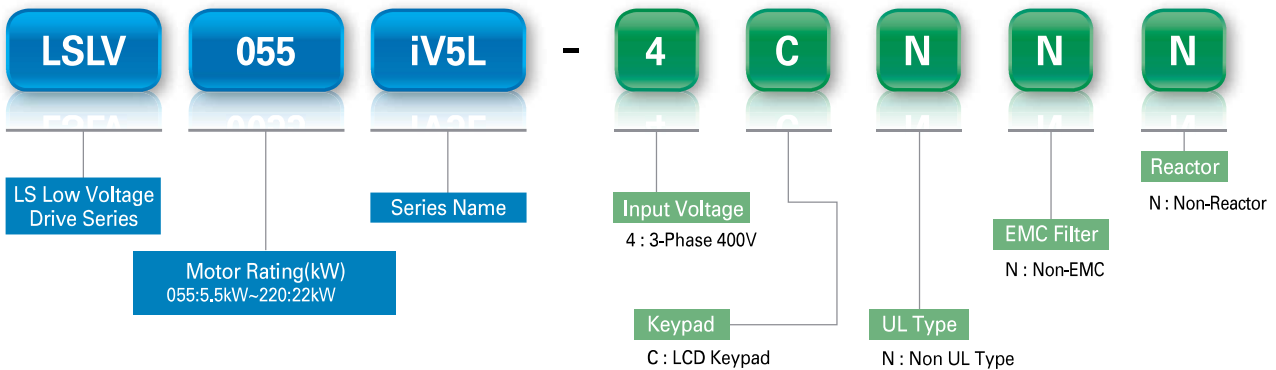 LSLV 055 iV5L - 4 C N N N
LS Low Voltage
Drive Series
Motor Rating(kW)
055:5.5kW~220:22kW
Series Name
Input Voltage
4 : 3-Phase 400V
Keypad
C : LCD Keypad
UL Type
N : Non UL Type
EMC Filter
N : Non-EMC
Reactor
N : Non-Reactor